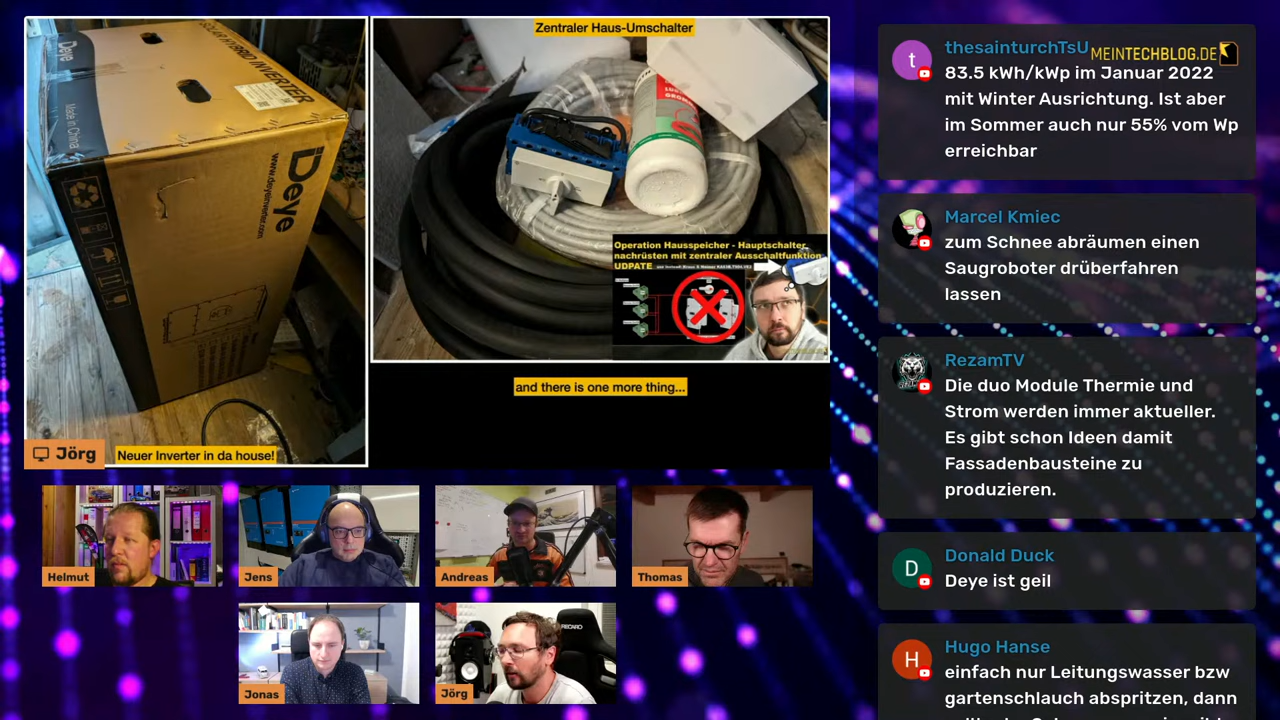 Deye
Made in China
SOLAR HYBRID INVERTER
Deye
www.deyeinverter.com
Jörg
Neuer Inverter in da house!
Zentraler Haus-Umschalter
Operation Hausspeicher - Hauptschalter
nachrüsten mit zentraler Ausschaltfunktion
UDPATE
and there is one more thing...
Helmut
Jens
Andreas
Thomas
Jonas
RECARO
Jörg
MEINTECHBLOG.DE
t
thesainturchTsU
83.5 kWh/kWp im Januar 2022
mit Winter Ausrichtung. Ist aber
im Sommer auch nur 55% vom Wp
erreichbar
Marcel Kmiec
zum Schnee abräumen einen
Saugroboter drüberfahren
lassen
RezamTV
Die duo Module Thermie und
Strom werden immer aktueller.
Es gibt schon Ideen damit
Fassadenbausteine zu
produzieren.
D
Donald Duck
Deye ist geil
H
Hugo Hanse
einfach nur Leitungswasser bzw
gartenschlauch abspritzen, dann